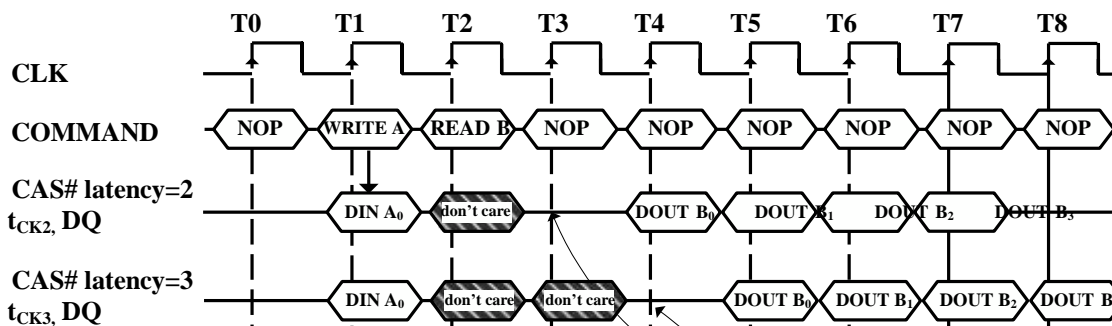 T0 T1 T2 T3 T4 T5 T6 T7 T8
CLK
COMMAND NOP WRITE A READ B NOP NOP NOP NOP NOP NOP
CAS# latency=2
tCK2, DQ DIN A0 don't care DOUT B0 DOUT B1 DOUT B2 DOUT B3
CAS# latency=3
tCK3, DQ DIN A0 don't care don't care DOUT B0 DOUT B1 DOUT B2 DOUT B